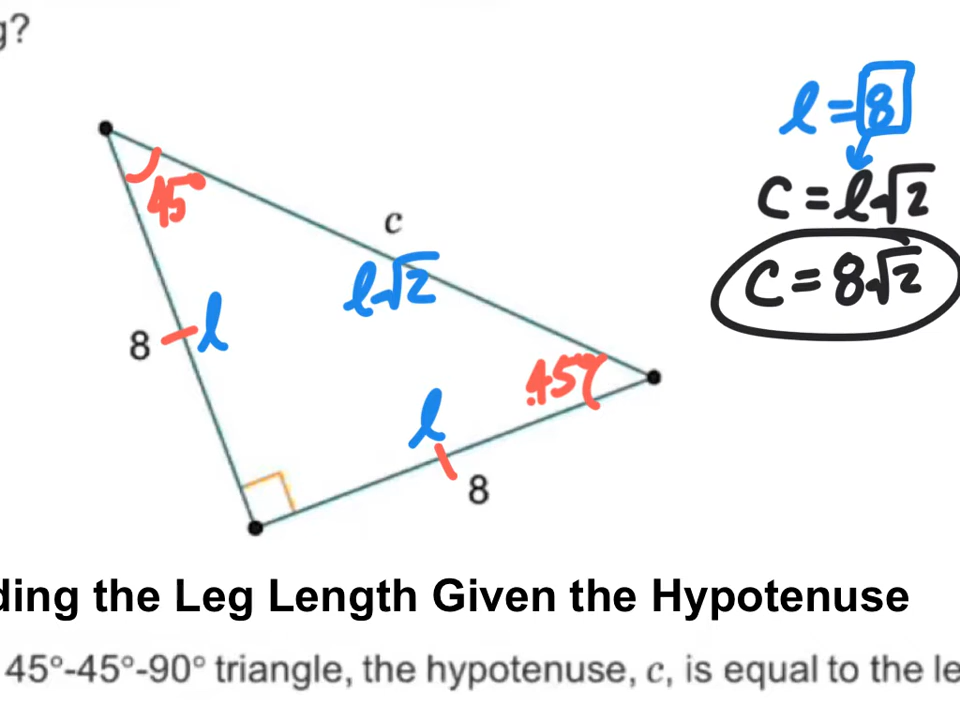 g?
l = 8
c = l√2
c = 8√2
45°
c
l√2
8
l
45
l
8
ding the Leg Length Given the Hypotenuse
45°-45°-90° triangle, the hypotenuse, c, is equal to the le